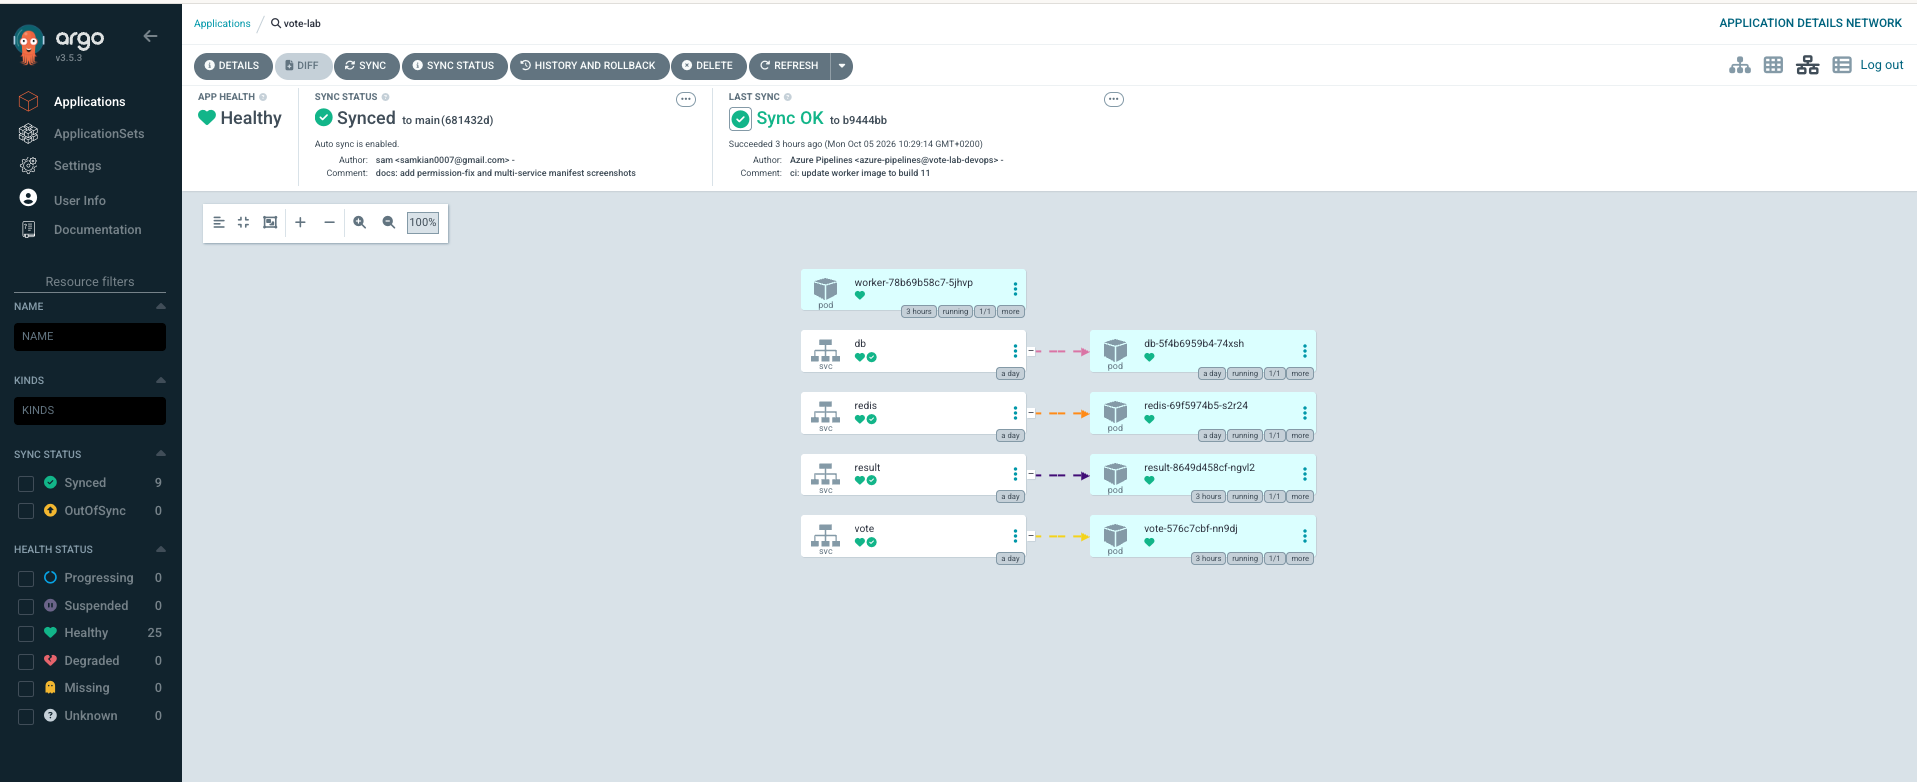 argo
v3.5.3
Applications
ApplicationSets
Settings
User Info
Documentation
Resource filters
NAME
NAME
KINDS
KINDS
SYNC STATUS
Synced 9
OutOfSync 0
HEALTH STATUS
Progressing 0
Suspended 0
Healthy 25
Degraded 0
Missing 0
Unknown 0
Applications / vote-lab
APPLICATION DETAILS NETWORK
DETAILS DIFF SYNC SYNC STATUS HISTORY AND ROLLBACK DELETE REFRESH
Log out
APP HEALTH
Healthy
SYNC STATUS
Synced to main (681432d)
Auto sync is enabled.
Author: sam <samkian0007@gmail.com> -
Comment: docs: add permission-fix and multi-service manifest screenshots
LAST SYNC
Sync OK to b9444bb
Succeeded 3 hours ago (Mon Oct 05 2026 10:29:14 GMT+0200)
Author: Azure Pipelines <azure-pipelines@vote-lab-devops> -
Comment: ci: update worker image to build 11
100%
worker-78b69b58c7-5jhvp
pod
3 hours running 1/1 more
db
svc
a day
db-5f4b6959b4-74xsh
pod
a day running 1/1 more
redis
svc
a day
redis-69f5974b5-s2r24
pod
a day running 1/1 more
result
svc
a day
result-8649d458cf-ngvl2
pod
3 hours running 1/1 more
vote
svc
a day
vote-576c7cbf-nn9dj
pod
3 hours running 1/1 more